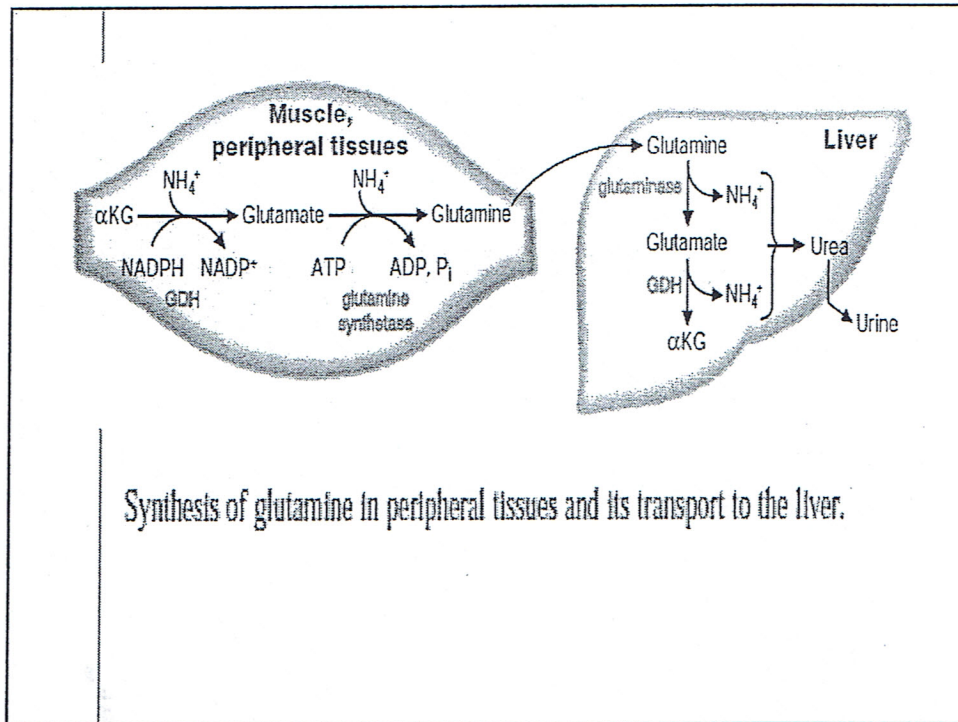 Muscle,
peripheral tissues
NH₄⁺ NH₄⁺
αKG Glutamate Glutamine
NADPH NADP⁺ ATP ADP, Pᵢ
GDH glutamine
synthetase
Liver
Glutamine
glutaminase NH₄⁺
Glutamate Urea
GDH NH₄⁺
αKG
Urine
Synthesis of glutamine in peripheral tissues and its transport to the liver.